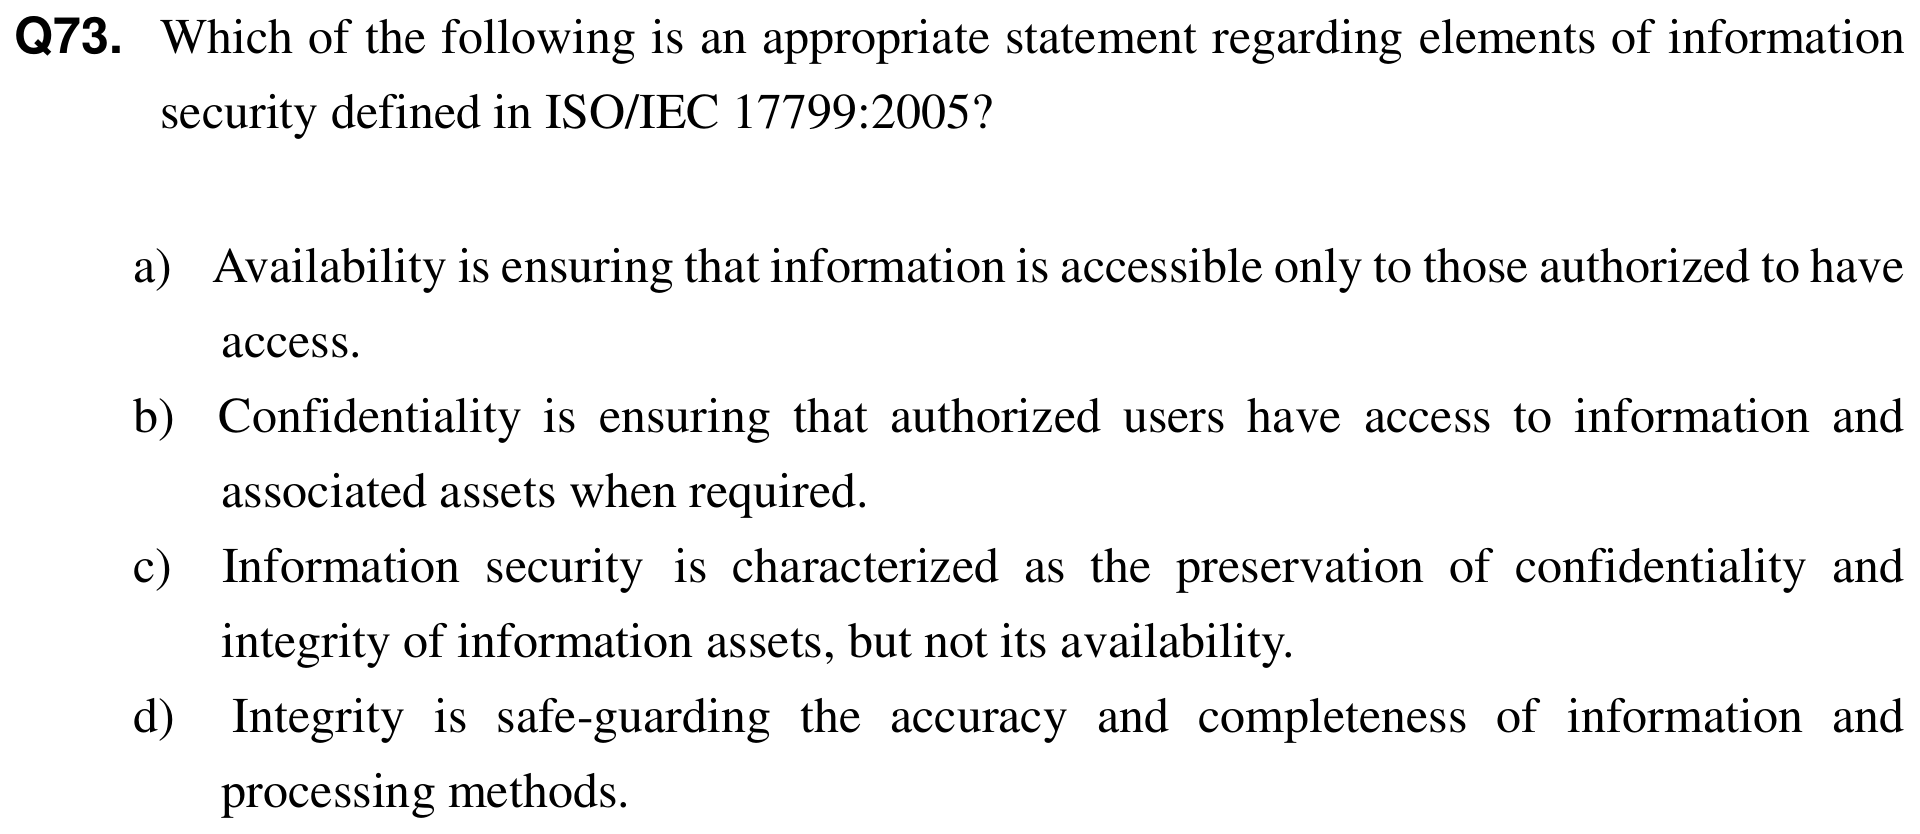 Q73. Which of the following is an appropriate statement regarding elements of information
security defined in ISO/IEC 17799:2005?
a) Availability is ensuring that information is accessible only to those authorized to have
access.
b) Confidentiality is ensuring that authorized users have access to information and
associated assets when required.
c) Information security is characterized as the preservation of confidentiality and
integrity of information assets, but not its availability.
d) Integrity is safe-guarding the accuracy and completeness of information and
processing methods.